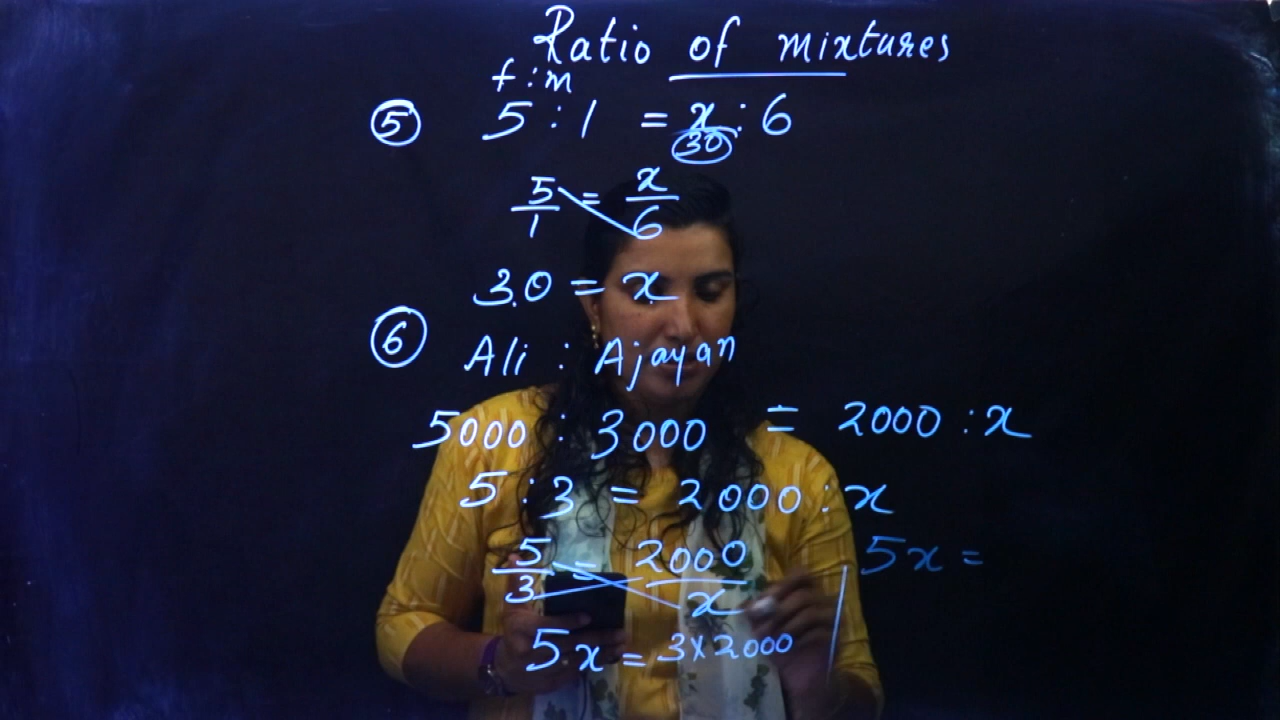 Ratio of mixtures
f : m
⑤ 5 : 1 = x : 6
30
5/1 = x/6
30 = x
⑥ Ali : Ajayan
5000 : 3000 = 2000 : x
5 : 3 = 2000 : x
5/3 = 2000/x
5x =
5x = 3 x 2000